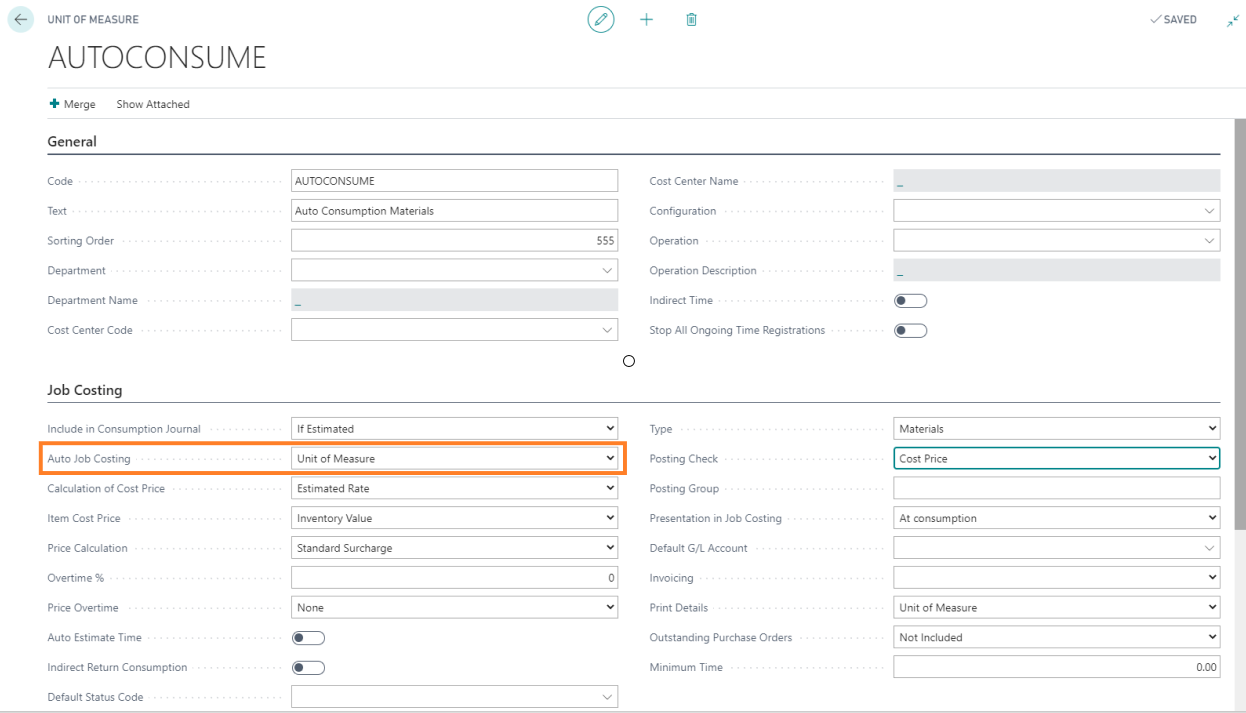 UNIT OF MEASURE
SAVED
AUTOCONSUME
Merge Show Attached
General
Code AUTOCONSUME
Text Auto Consumption Materials
Sorting Order 555
Department
Department Name _
Cost Center Code
Cost Center Name _
Configuration
Operation
Operation Description _
Indirect Time
Stop All Ongoing Time Registrations
Job Costing
Include in Consumption Journal If Estimated
Auto Job Costing Unit of Measure
Calculation of Cost Price Estimated Rate
Item Cost Price Inventory Value
Price Calculation Standard Surcharge
Overtime % 0
Price Overtime None
Auto Estimate Time
Indirect Return Consumption
Default Status Code
Type Materials
Posting Check Cost Price
Posting Group
Presentation in Job Costing At consumption
Default G/L Account
Invoicing
Print Details Unit of Measure
Outstanding Purchase Orders Not Included
Minimum Time 0.00